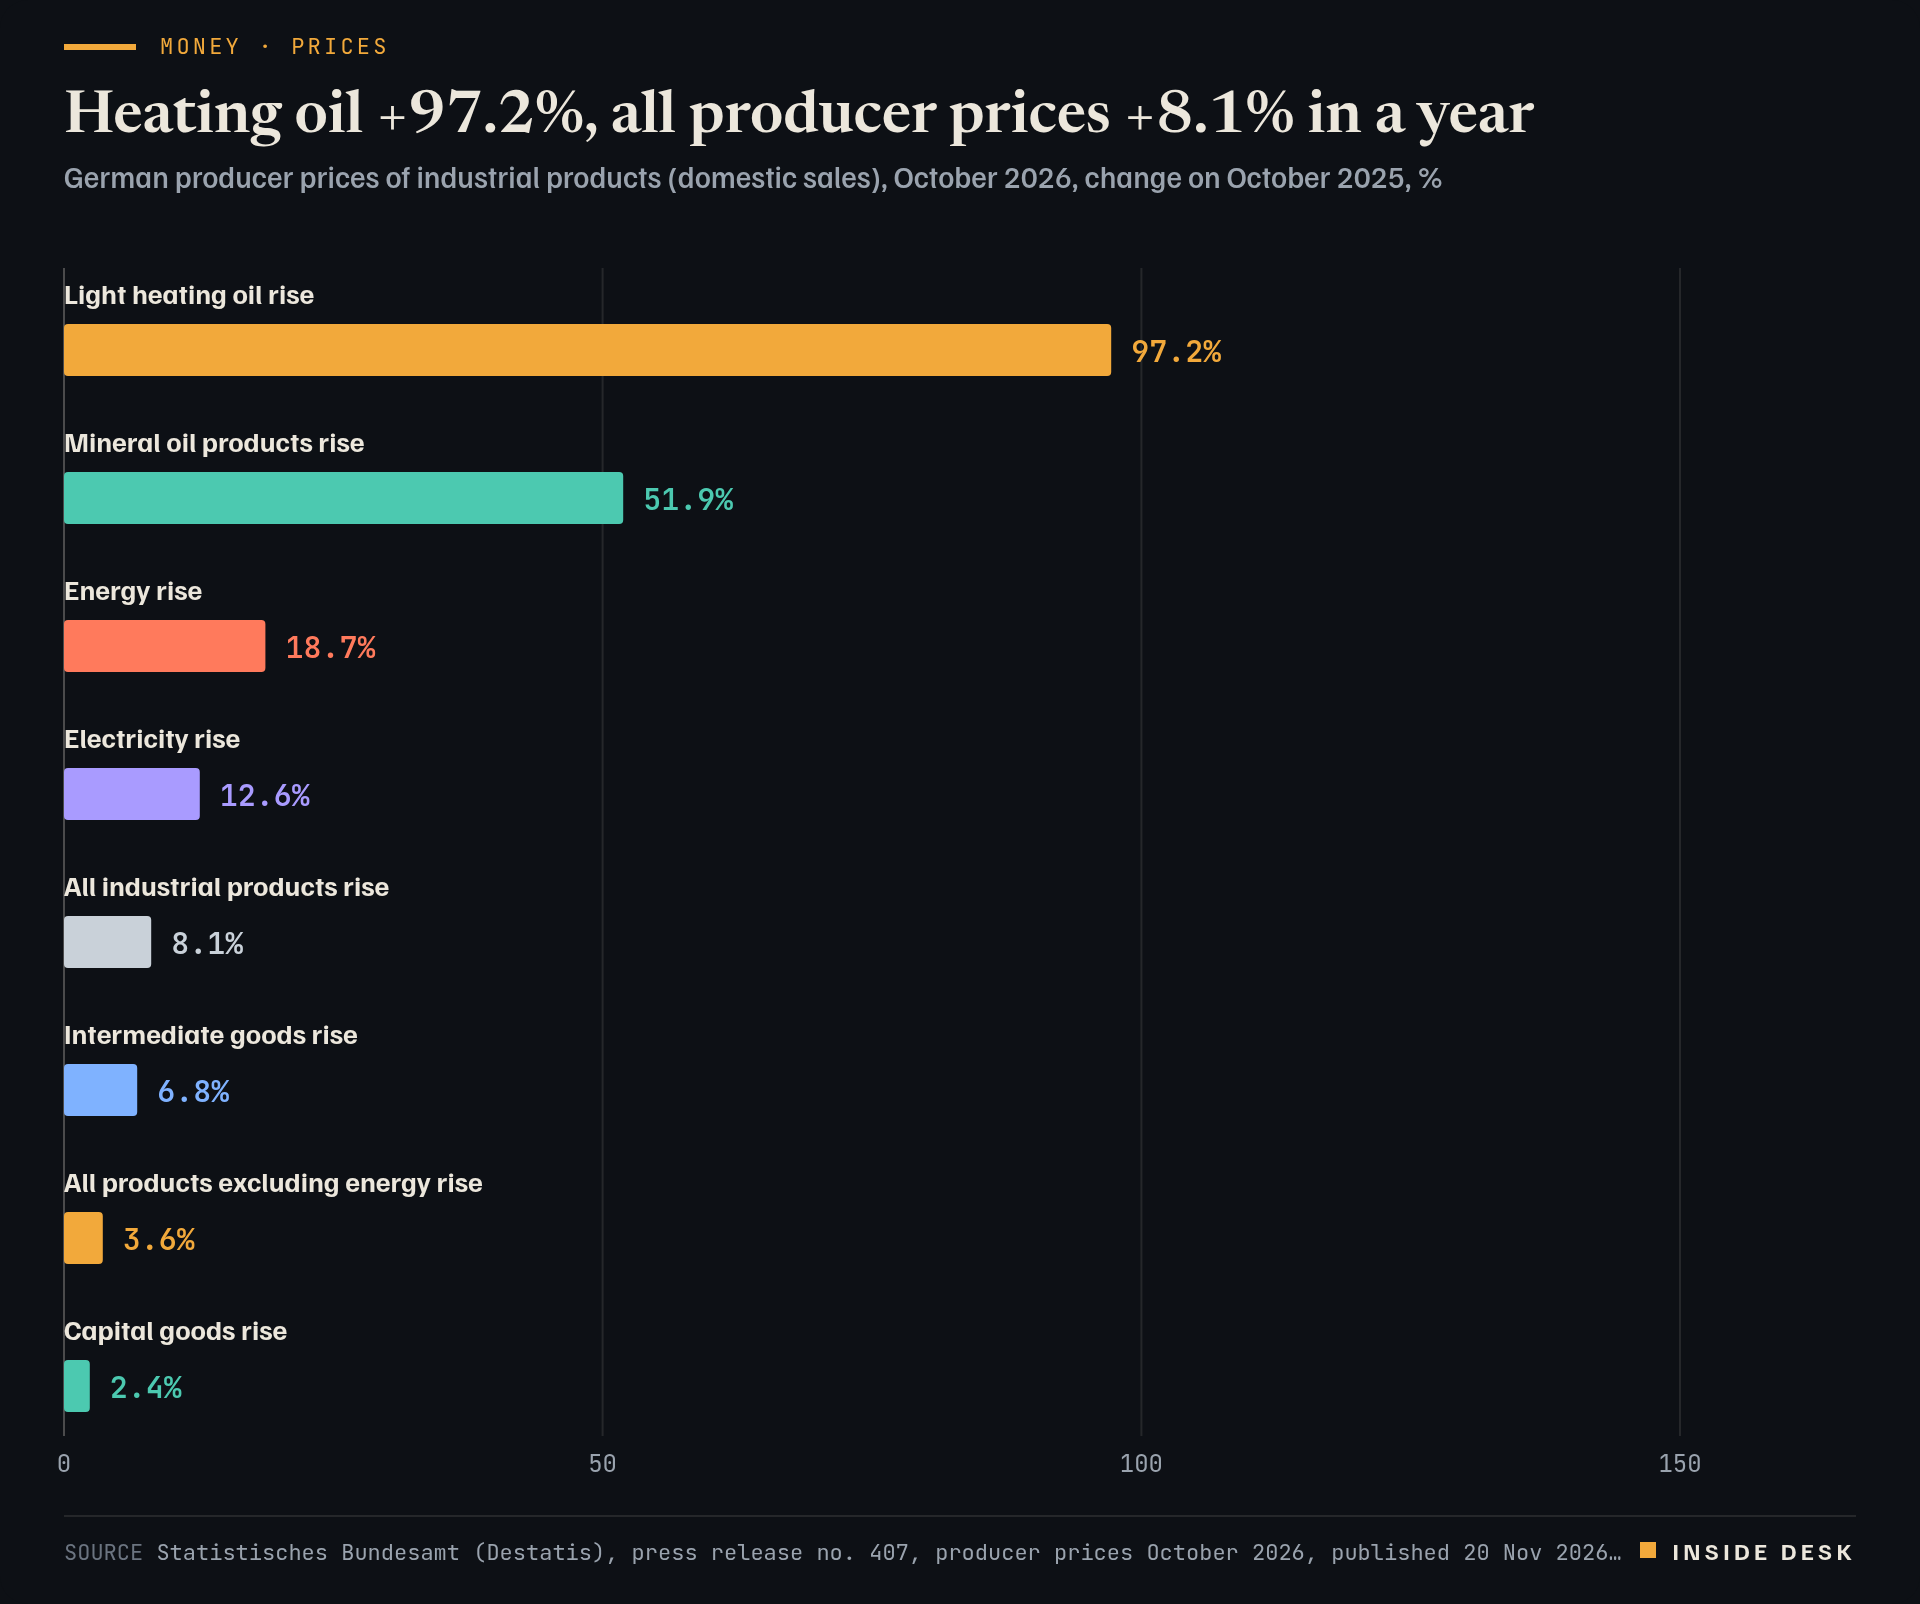 MONEY · PRICES
Heating oil +97.2%, all producer prices +8.1% in a year
German producer prices of industrial products (domestic sales), October 2026, change on October 2025, %
Light heating oil rise
97.2%
Mineral oil products rise
51.9%
Energy rise
18.7%
Electricity rise
12.6%
All industrial products rise
8.1%
Intermediate goods rise
6.8%
All products excluding energy rise
3.6%
Capital goods rise
2.4%
0 50 100 150
SOURCE Statistisches Bundesamt (Destatis), press release no. 407, producer prices October 2026, published 20 Nov 2026… INSIDE DESK